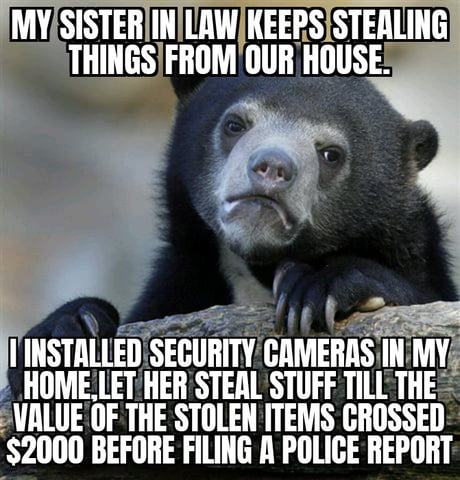 MY SISTER IN LAW KEEPS STEALING
THINGS FROM OUR HOUSE.
I INSTALLED SECURITY CAMERAS IN MY
HOME,LET HER STEAL STUFF TILL THE
VALUE OF THE STOLEN ITEMS CROSSED
$2000 BEFORE FILING A POLICE REPORT